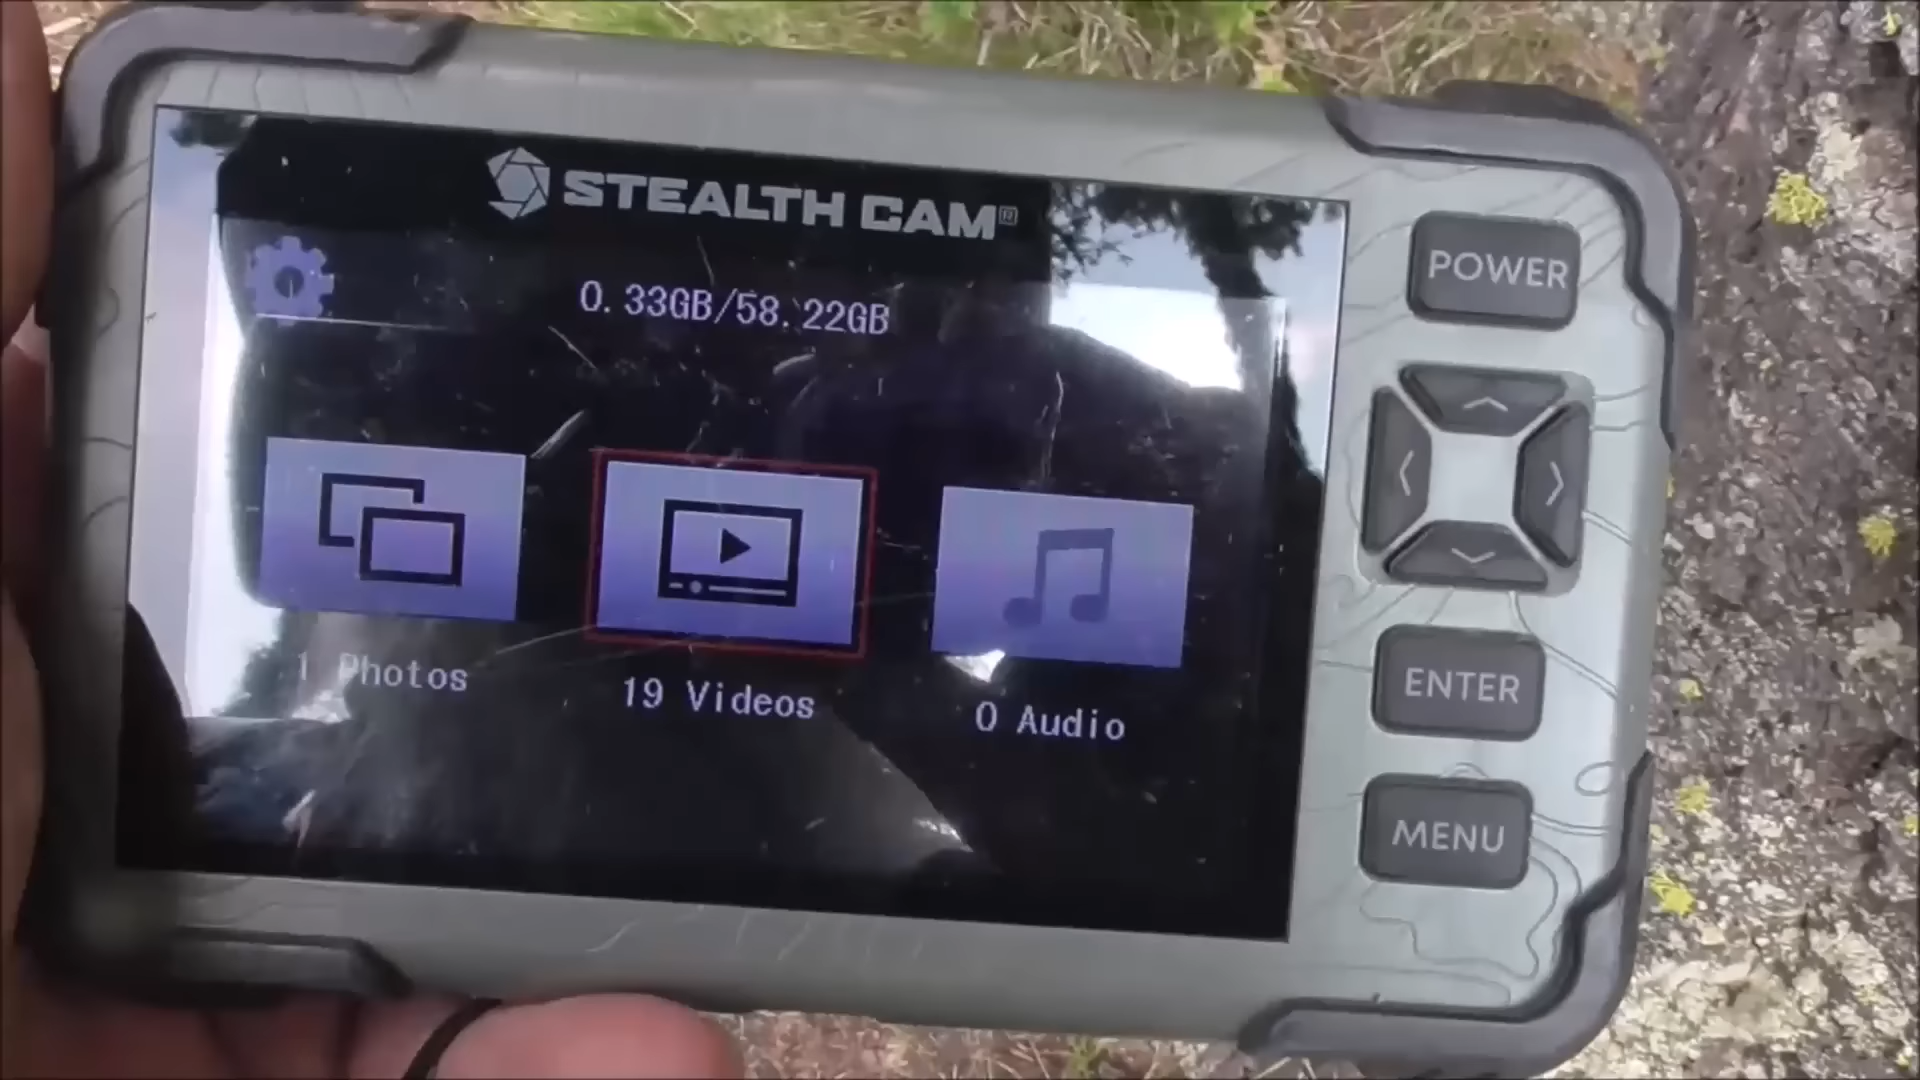 STEALTH CAM®
0.33GB/58.22GB
1 Photos
19 Videos
0 Audio
POWER
ENTER
MENU